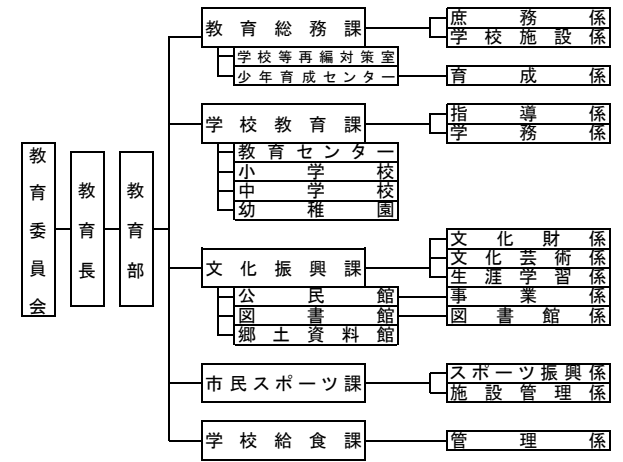 教育委員会
教育長
教育部
教育総務課
庶務係
学校施設係
学校等再編対策室
少年育成センター
育成係
学校教育課
指導係
学務係
教育センター
小学校
中学校
幼稚園
文化振興課
文化財係
文化芸術係
生涯学習係
公民館
事業係
図書館
図書館係
郷土資料館
市民スポーツ課
スポーツ振興係
施設管理係
学校給食課
管理係